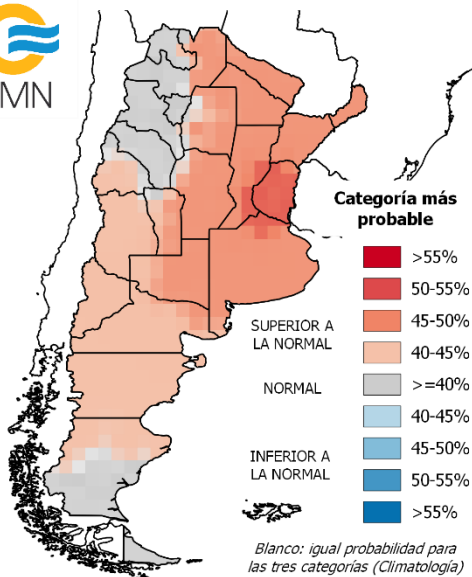 MN
Categoría más
probable
>55%
50-55%
45-50%
SUPERIOR A
LA NORMAL
40-45%
NORMAL
>=40%
40-45%
INFERIOR A
LA NORMAL
45-50%
50-55%
>55%
Blanco: igual probabilidad para
las tres categorías (Climatología)